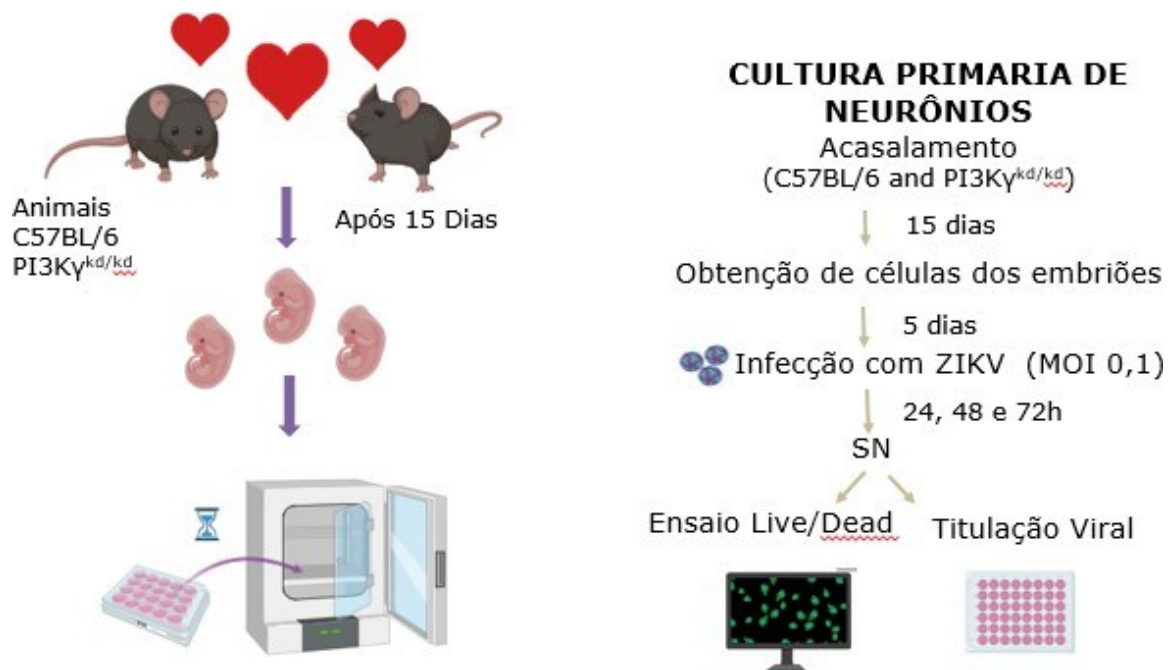 Animais
C57BL/6
PI3Kγkd/kd
Após 15 Dias
CULTURA PRIMARIA DE
NEURÔNIOS
Acasalamento
(C57BL/6 and PI3Kγkd/kd)
15 dias
Obtenção de células dos embriões
5 dias
Infecção com ZIKV (MOI 0,1)
24, 48 e 72h
SN
Ensaio Live/Dead
Titulação Viral